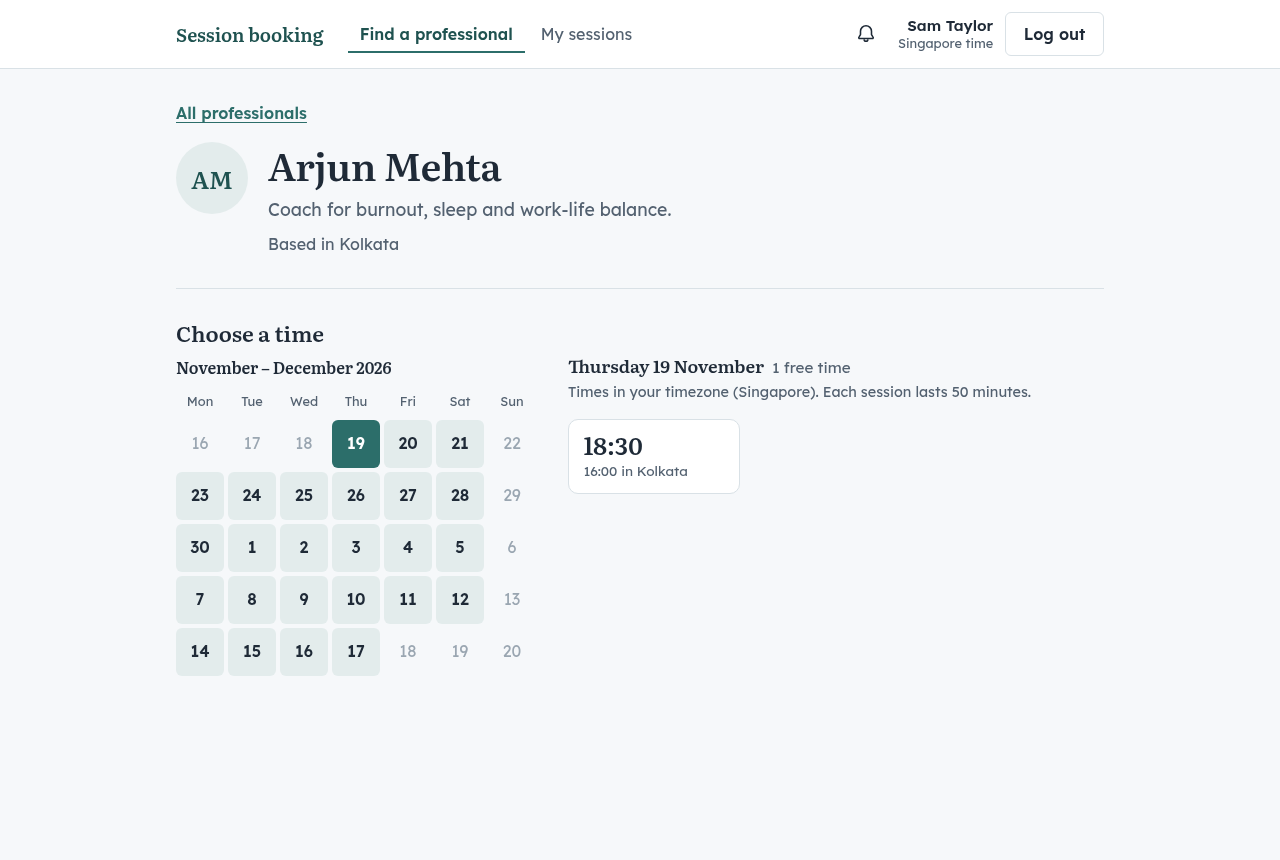 Session booking
Find a professional
My sessions
Sam Taylor
Singapore time
Log out
All professionals
AM
Arjun Mehta
Coach for burnout, sleep and work-life balance.
Based in Kolkata
Choose a time
November – December 2026
Mon Tue Wed Thu Fri Sat Sun
16 17 18 19 20 21 22
23 24 25 26 27 28 29
30 1 2 3 4 5 6
7 8 9 10 11 12 13
14 15 16 17 18 19 20
Thursday 19 November 1 free time
Times in your timezone (Singapore). Each session lasts 50 minutes.
18:30
16:00 in Kolkata